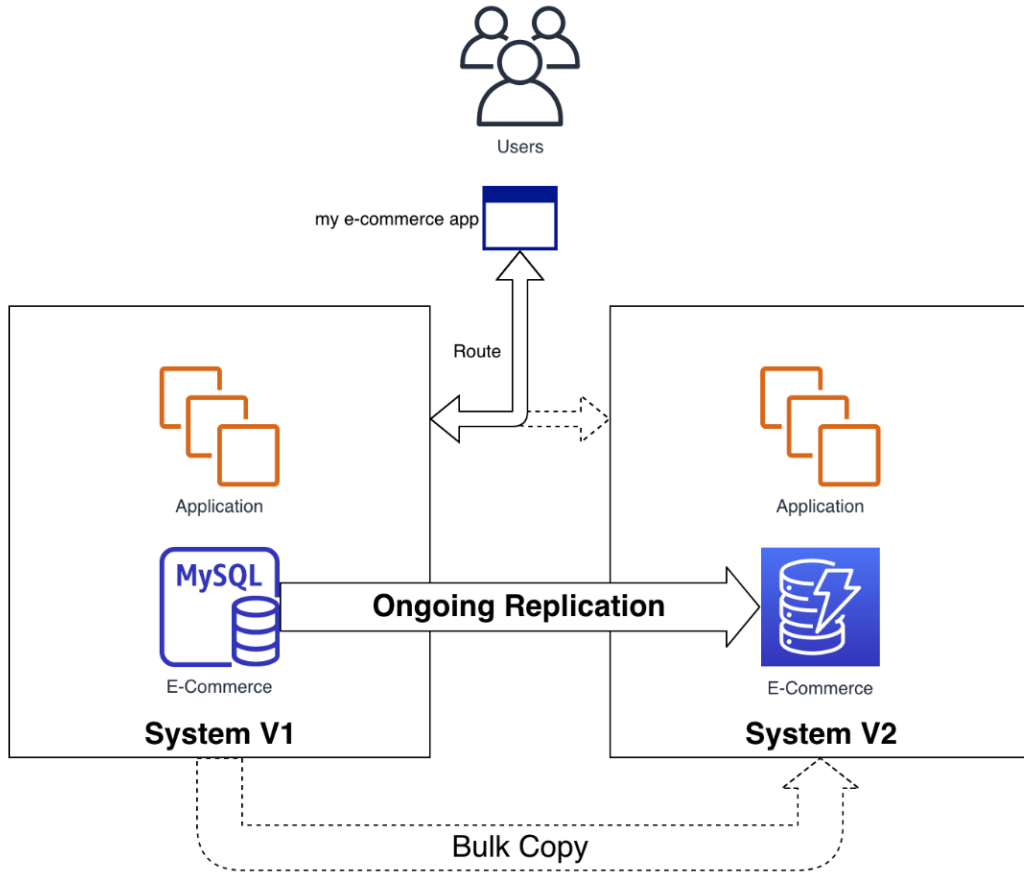 Users
my e-commerce app
Route
Application
Application
MySQL
Ongoing Replication
E-Commerce
E-Commerce
System V1
System V2
Bulk Copy